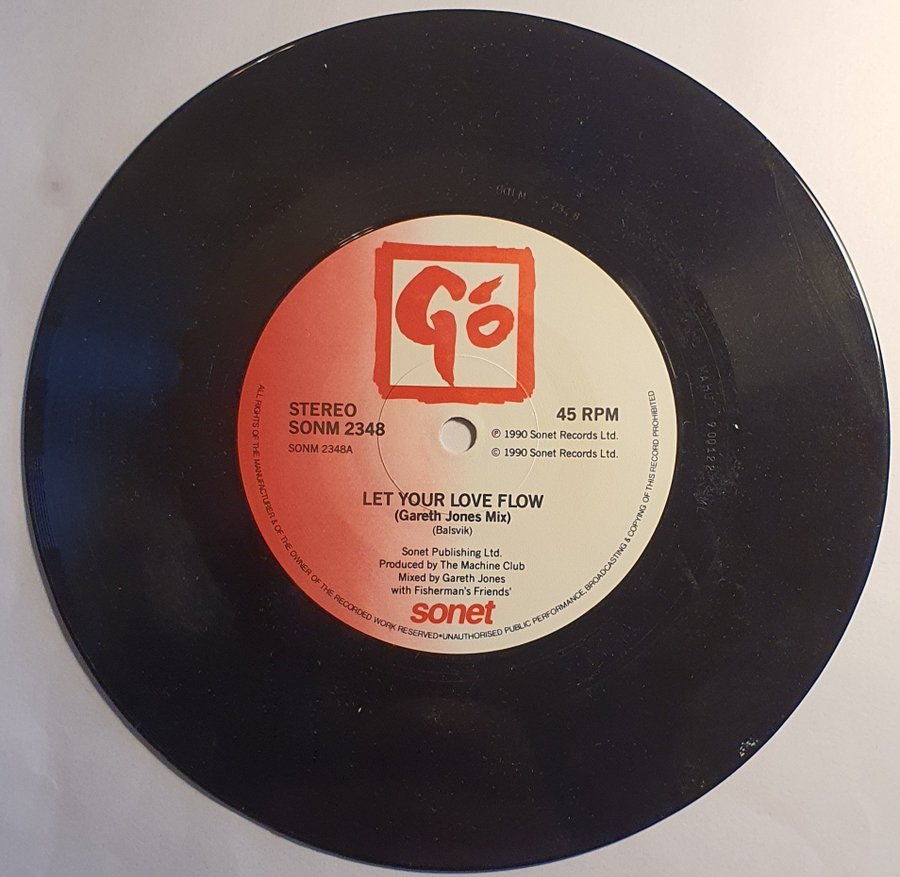 Gó
STEREO
SONM 2348
SONM 2348A
45 RPM
℗ 1990 Sonet Records Ltd.
© 1990 Sonet Records Ltd.
LET YOUR LOVE FLOW
(Gareth Jones Mix)
(Balsvik)
Sonet Publishing Ltd.
Produced by The Machine Club
Mixed by Gareth Jones
with Fisherman's Friends'
sonet
ALL RIGHTS OF THE MANUFACTURER & OF THE OWNER OF THE RECORDED WORK RESERVED•UNAUTHORISED PUBLIC PERFORMANCE, BROADCASTING & COPYING OF THIS RECORD PROHIBITED